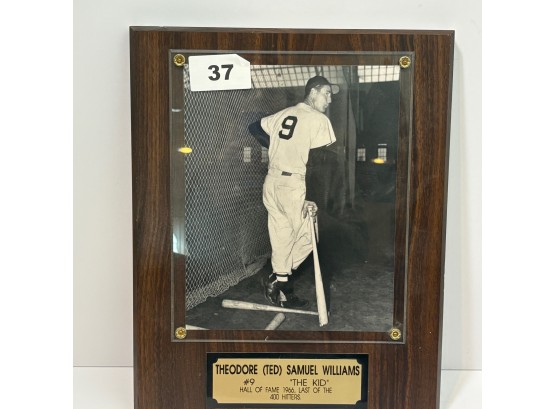 37
9
THEODORE (TED) SAMUEL WILLIAMS
#9 "THE KID"
HALL OF FAME 1966, LAST OF THE
400 HITTERS